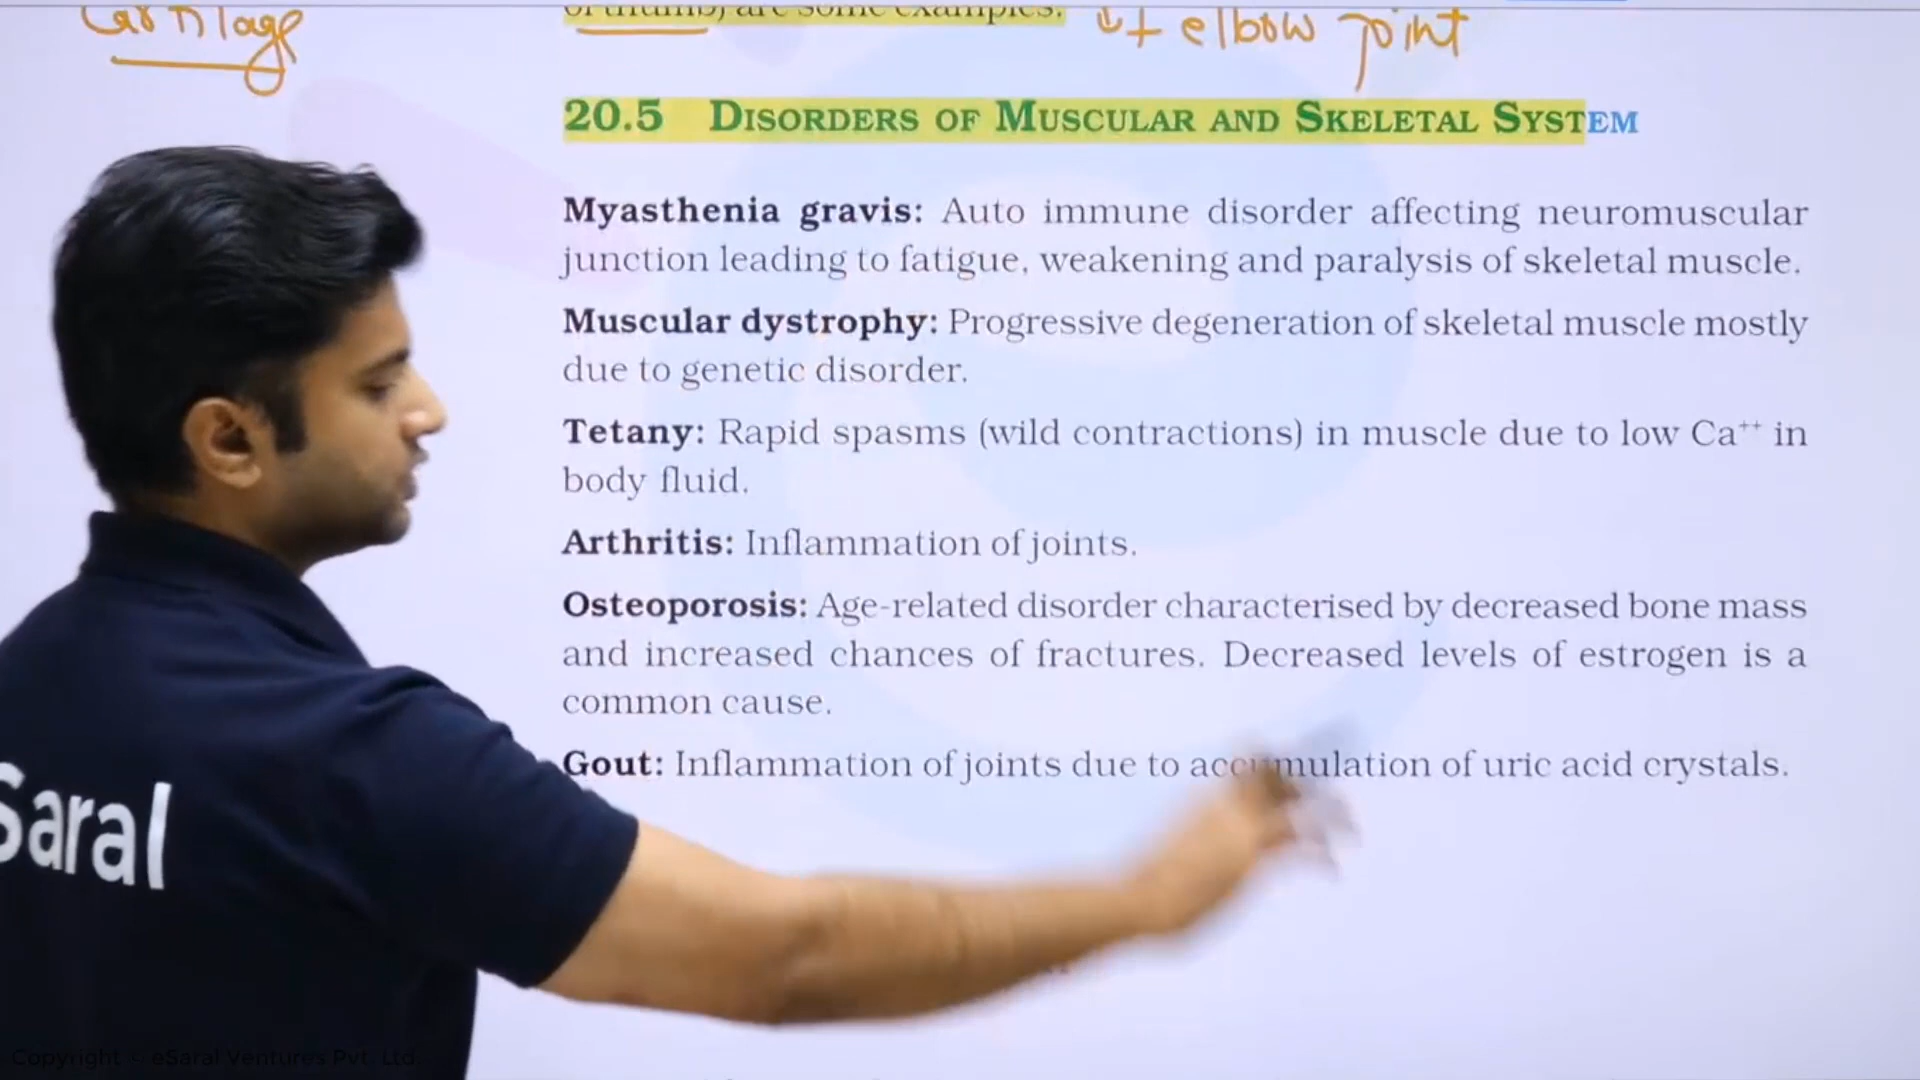 Cartilage
of thumb) are some examples.
↓+ elbow joint
20.5 DISORDERS OF MUSCULAR AND SKELETAL SYSTEM
Myasthenia gravis: Auto immune disorder affecting neuromuscular
junction leading to fatigue, weakening and paralysis of skeletal muscle.
Muscular dystrophy: Progressive degeneration of skeletal muscle mostly
due to genetic disorder.
Tetany: Rapid spasms (wild contractions) in muscle due to low Ca⁺⁺ in
body fluid.
Arthritis: Inflammation of joints.
Osteoporosis: Age-related disorder characterised by decreased bone mass
and increased chances of fractures. Decreased levels of estrogen is a
common cause.
Gout: Inflammation of joints due to accumulation of uric acid crystals.
Saral
Copyright © eSaral Ventures Pvt. Ltd.